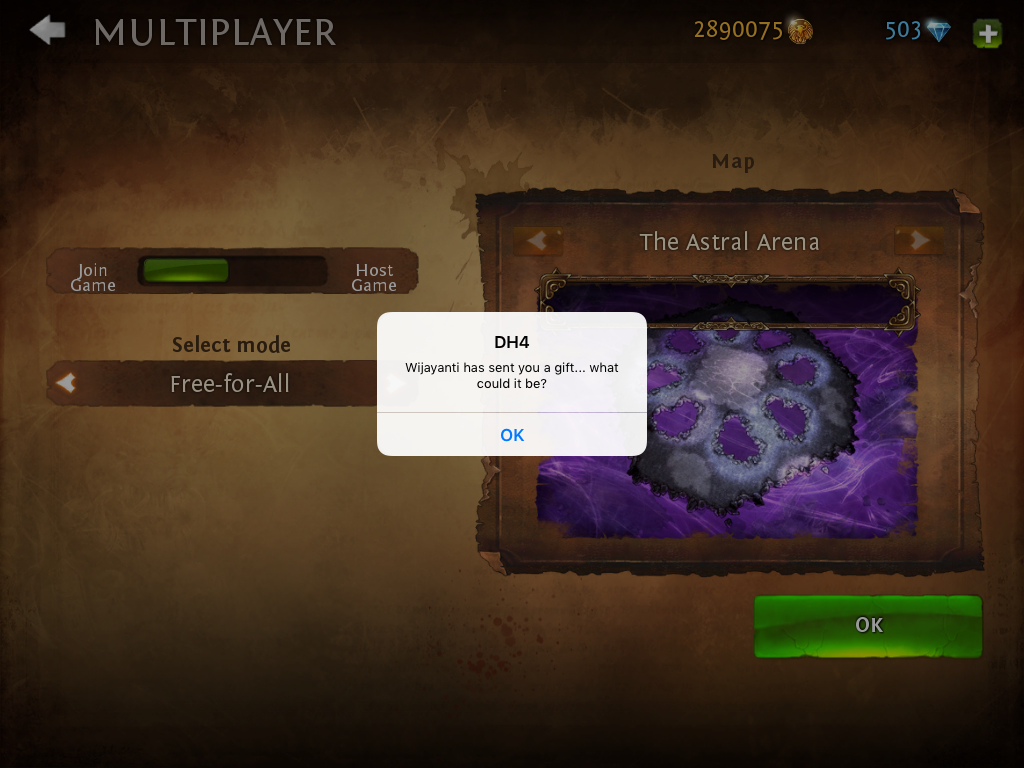 MULTIPLAYER
2890075
503
Map
The Astral Arena
Join
Game
Host
Game
Select mode
Free-for-All
DH4
Wijayanti has sent you a gift... what
could it be?
OK
OK